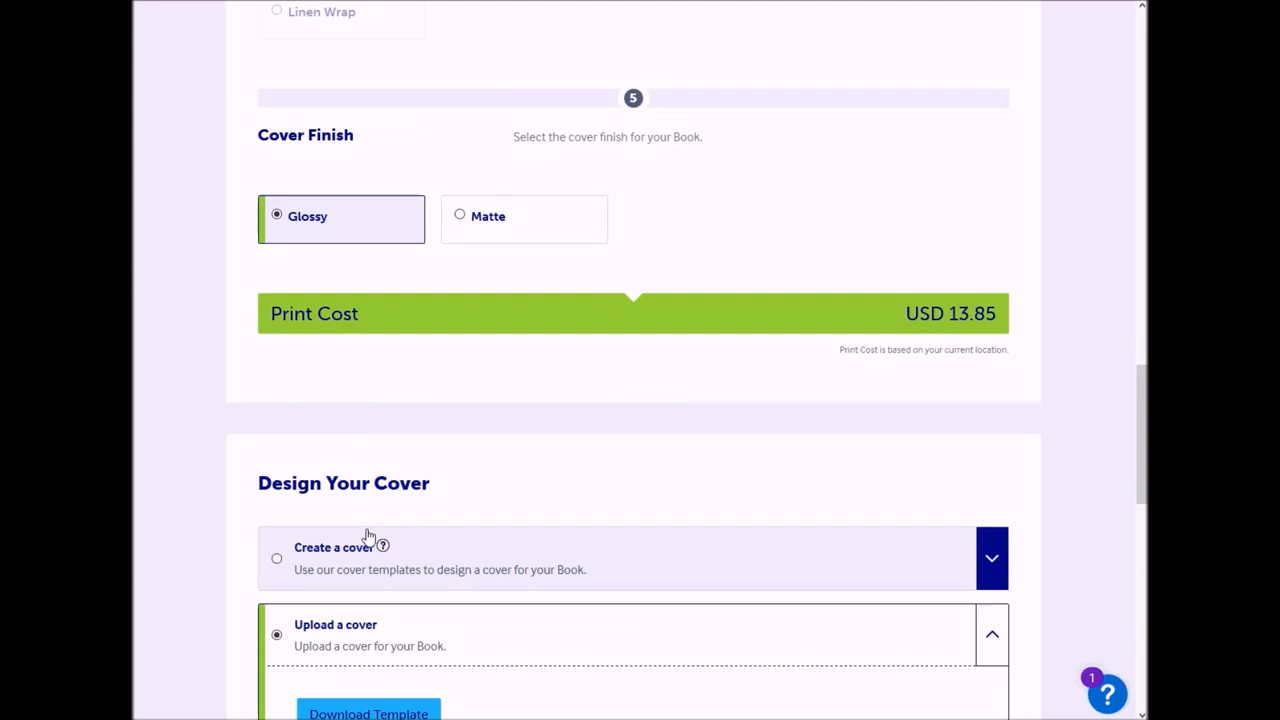 Linen Wrap
5
Cover Finish
Select the cover finish for your Book.
Glossy
Matte
Print Cost
USD 13.85
Print Cost is based on your current location.
Design Your Cover
Create a cover ?
Use our cover templates to design a cover for your Book.
Upload a cover
Upload a cover for your Book.
Download Template
1
?